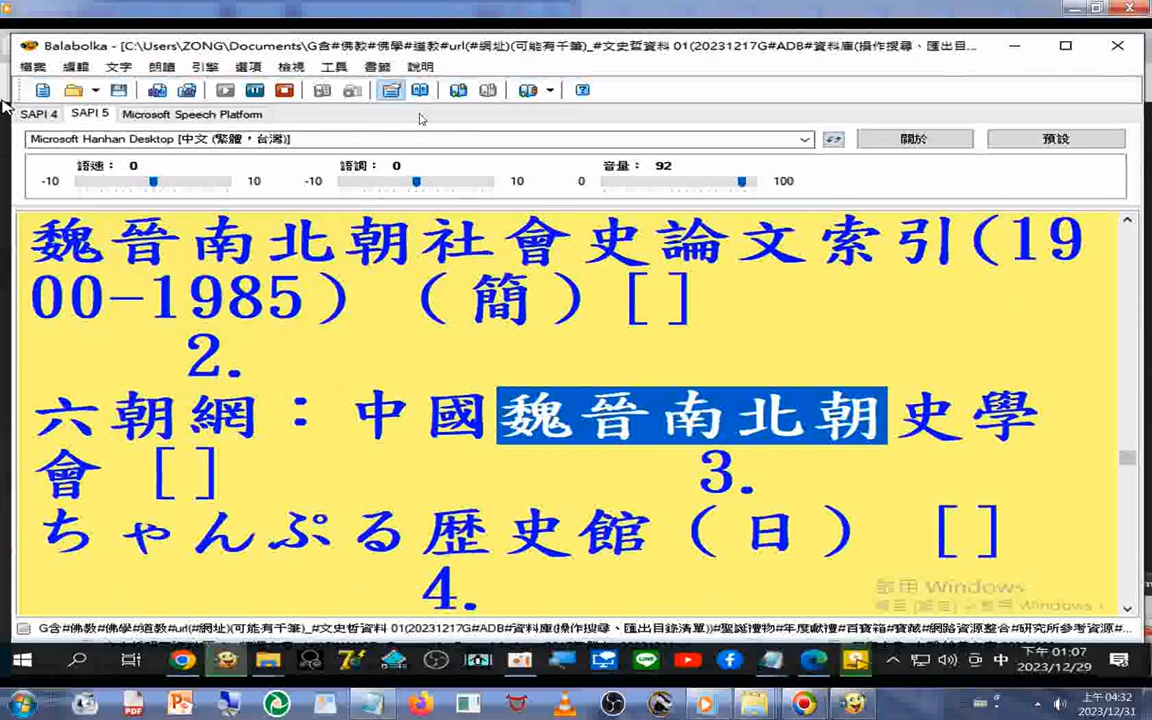 Balabolka - [C:\Users\ZONG\Documents\G含#佛教#佛學#道教#url(#網址)(可能有千筆)_#文史哲資料 01(20231217G#ADB#資料庫(操作搜尋、匯出目...
檔案 編輯 文字 朗讀 引擎 選項 檢視 工具 書籤 說明
SAPI 4 SAPI 5 Microsoft Speech Platform
Microsoft Hanhan Desktop [中文 (繁體，台灣)] 關於 預設
語速： 0 語調： 0 音量： 92
-10 10 -10 10 0 100
魏晉南北朝社會史論文索引(19
00-1985）（簡）[]
2.
六朝網：中國魏晉南北朝史學
會 []
3.
ちゃんぷる歷史館（日） []
4.
啟用 Windows
G含#佛教#佛學#道教#url(#網址)(可能有千筆)_#文史哲資料 01(20231217G#ADB#資料庫(操作搜尋、匯出目錄清單))#聖誕禮物#年度獻禮#百寶箱#寶藏#網路資源整合#研究所參考資源#...
中 下午 01:07
2023/12/29
上午 04:32
2023/12/31